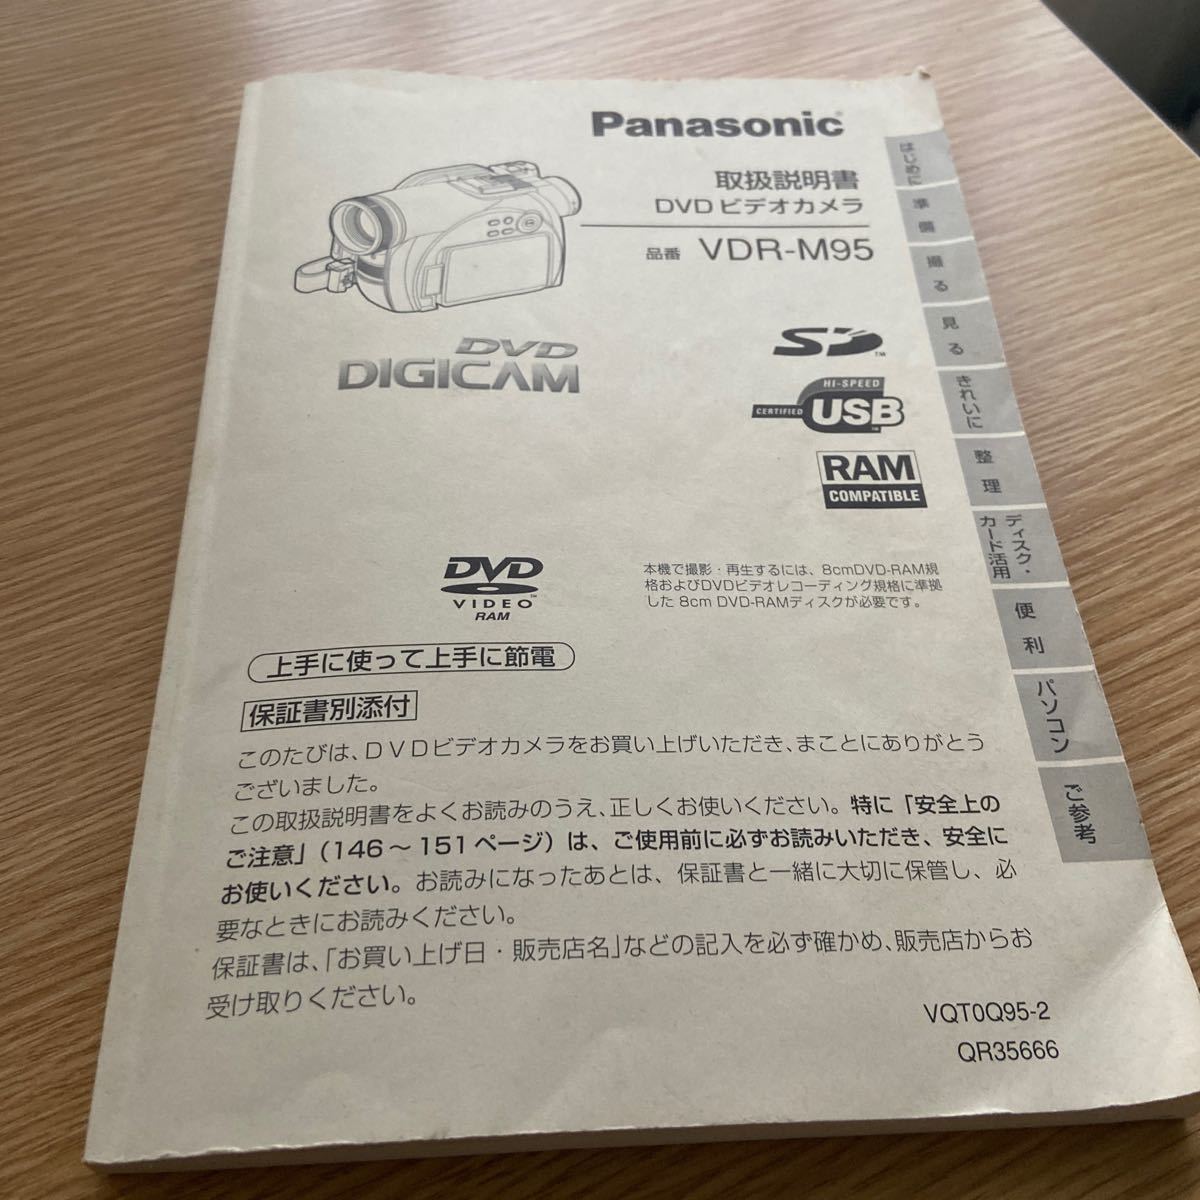 Panasonic
取扱説明書
DVDビデオカメラ
品番 VDR-M95
DVD
DIGICAM
SD™
HI-SPEED
CERTIFIED USB™
RAM
COMPATIBLE
DVD
VIDEO™
RAM
本機で撮影・再生するには、8cmDVD-RAM規
格およびDVDビデオレコーディング規格に準拠
した 8cm DVD-RAMディスクが必要です。
上手に使って上手に節電
保証書別添付
このたびは、DVDビデオカメラをお買い上げいただき、まことにありがとう
ございました。
この取扱説明書をよくお読みのうえ、正しくお使いください。特に「安全上の
ご注意」(146～151ページ)は、ご使用前に必ずお読みいただき、安全に
お使いください。お読みになったあとは、保証書と一緒に大切に保管し、必
要なときにお読みください。
保証書は、「お買い上げ日・販売店名」などの記入を必ず確かめ、販売店からお
受け取りください。
VQT0Q95-2
QR35666
はじめに
準備
撮る
見る
きれいに
整理
ディスク・
カード活用
便利
パソコン
ご参考